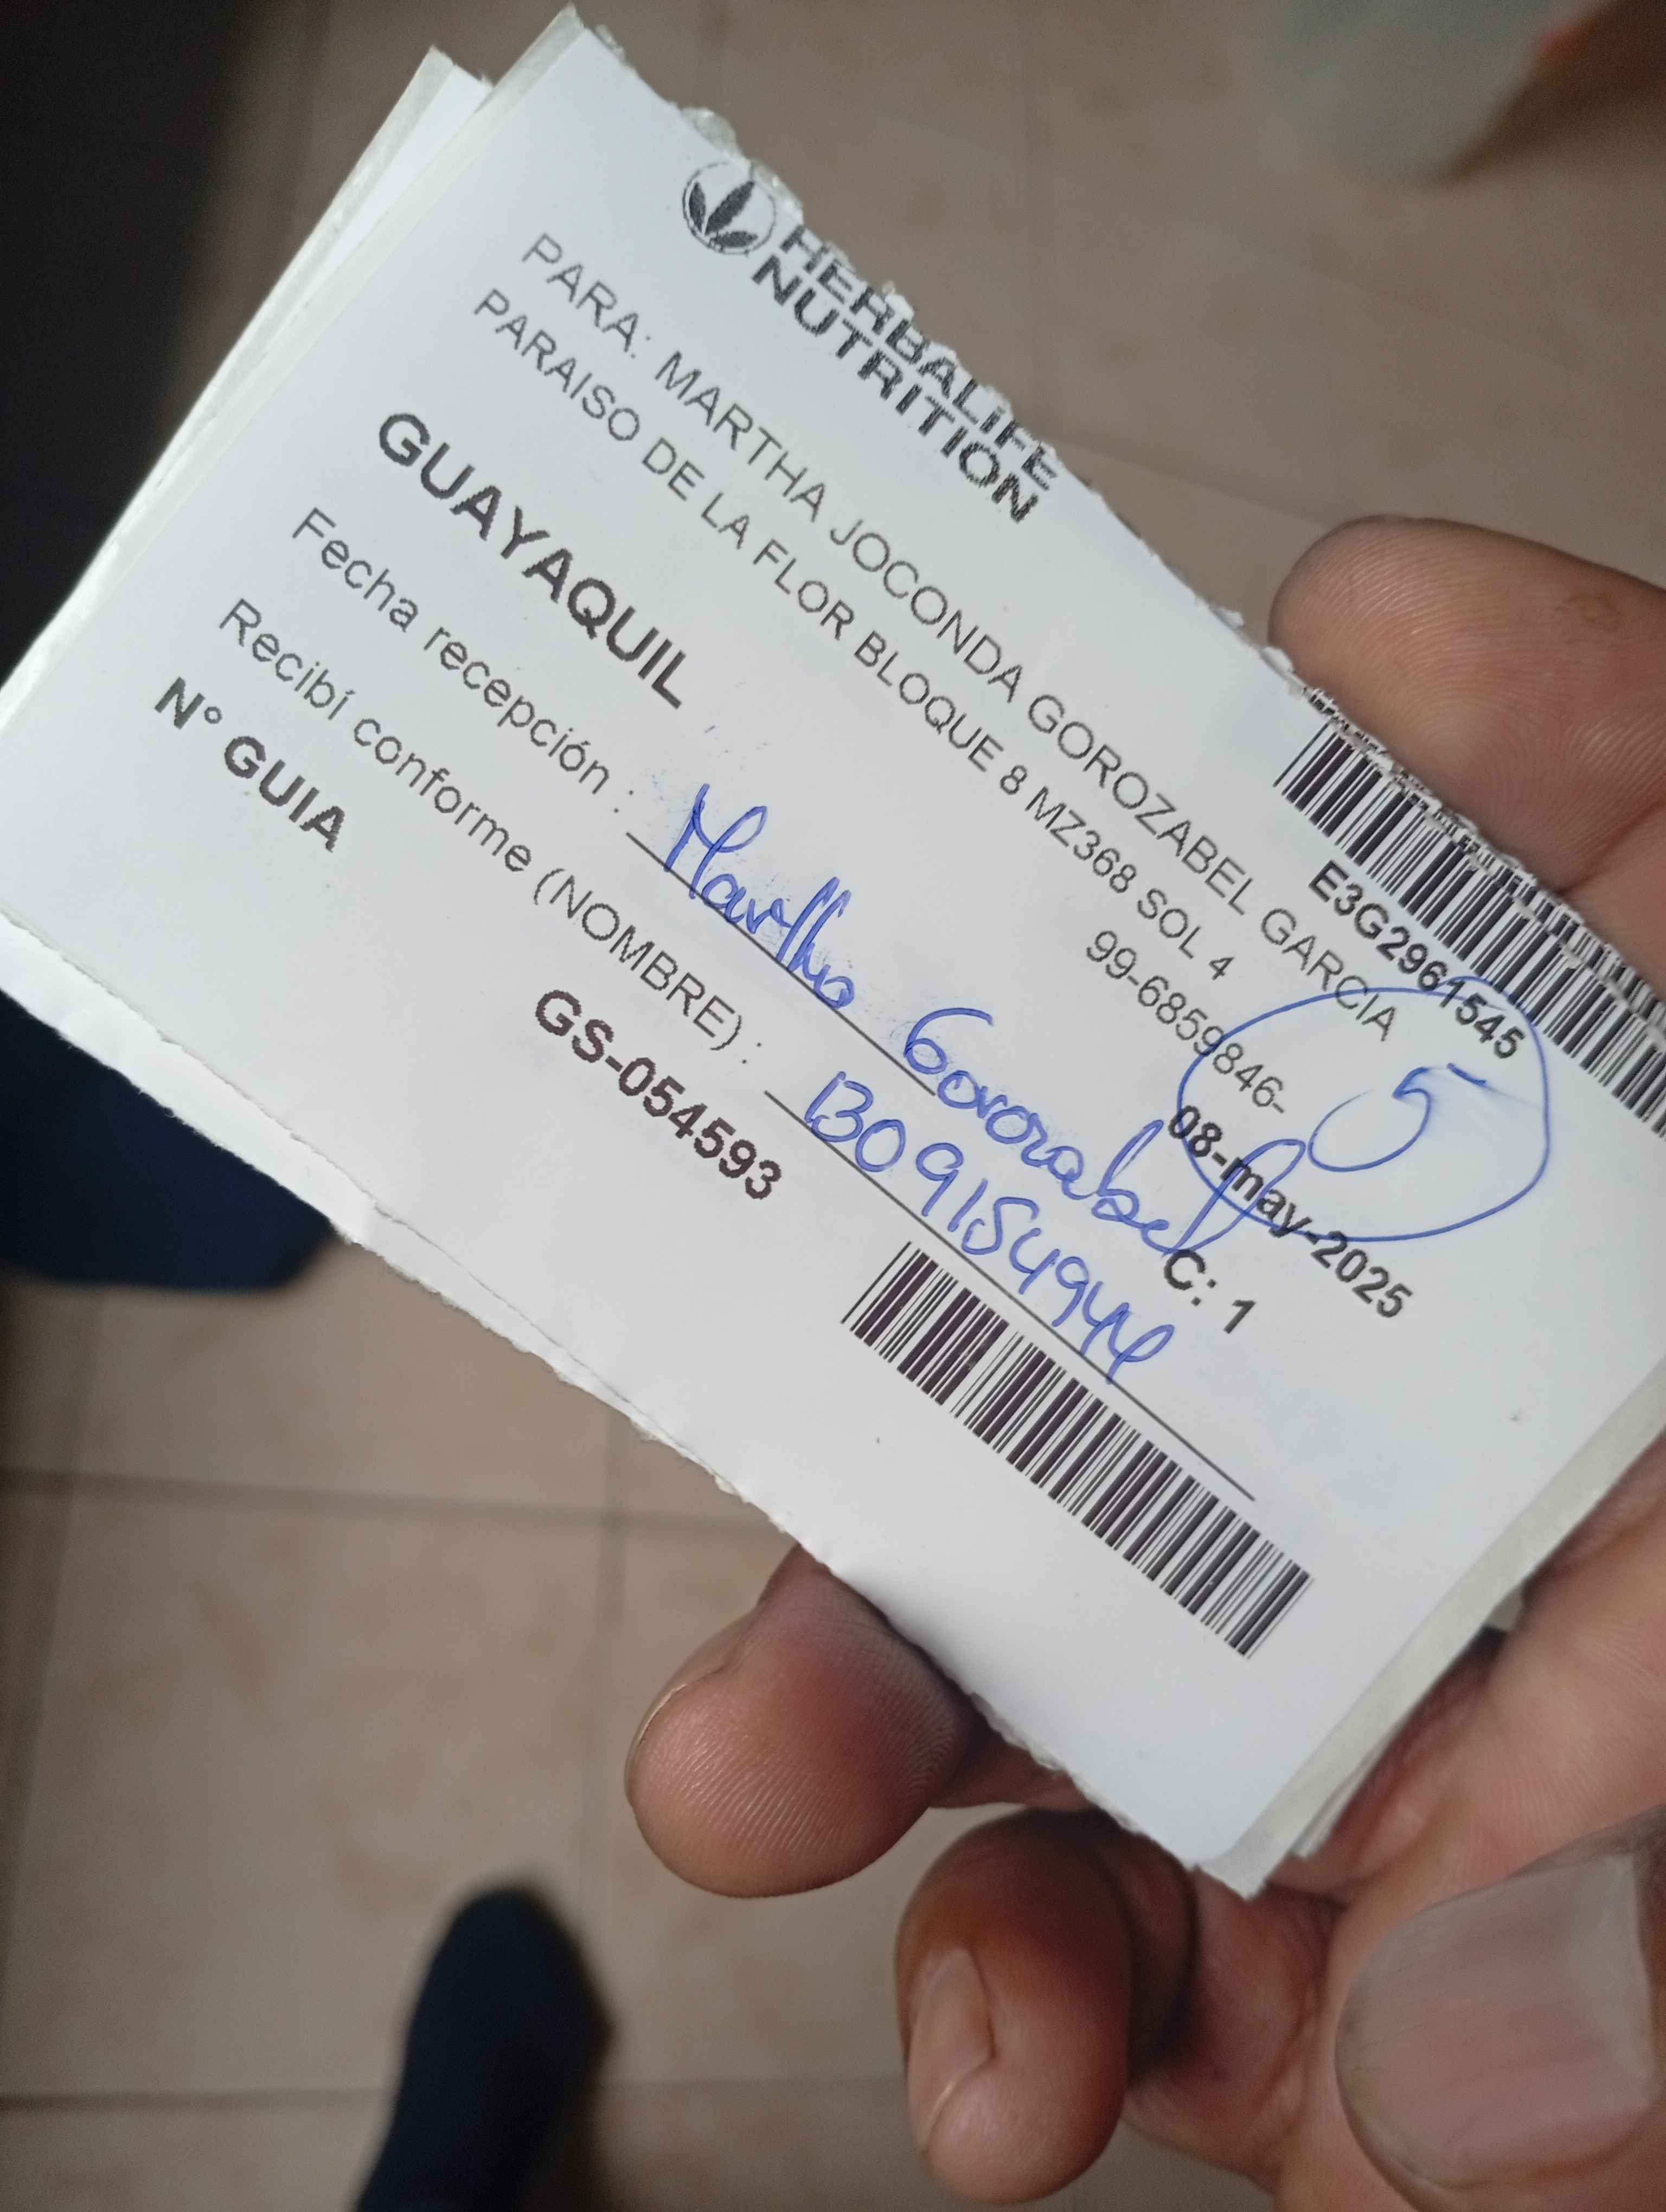 HERBALIFE
NUTRITION
E3G2961545
PARA: MARTHA JOCONDA GOROZABEL GARCIA
PARAISO DE LA FLOR BLOQUE 8 MZ368 SOL 4
99-6859846-
5
GUAYAQUIL
08-may-2025
Fecha recepción : Martha Gorozabel
C: 1
Recibí conforme (NOMBRE) : 1309154944
N° GUIA
GS-054593